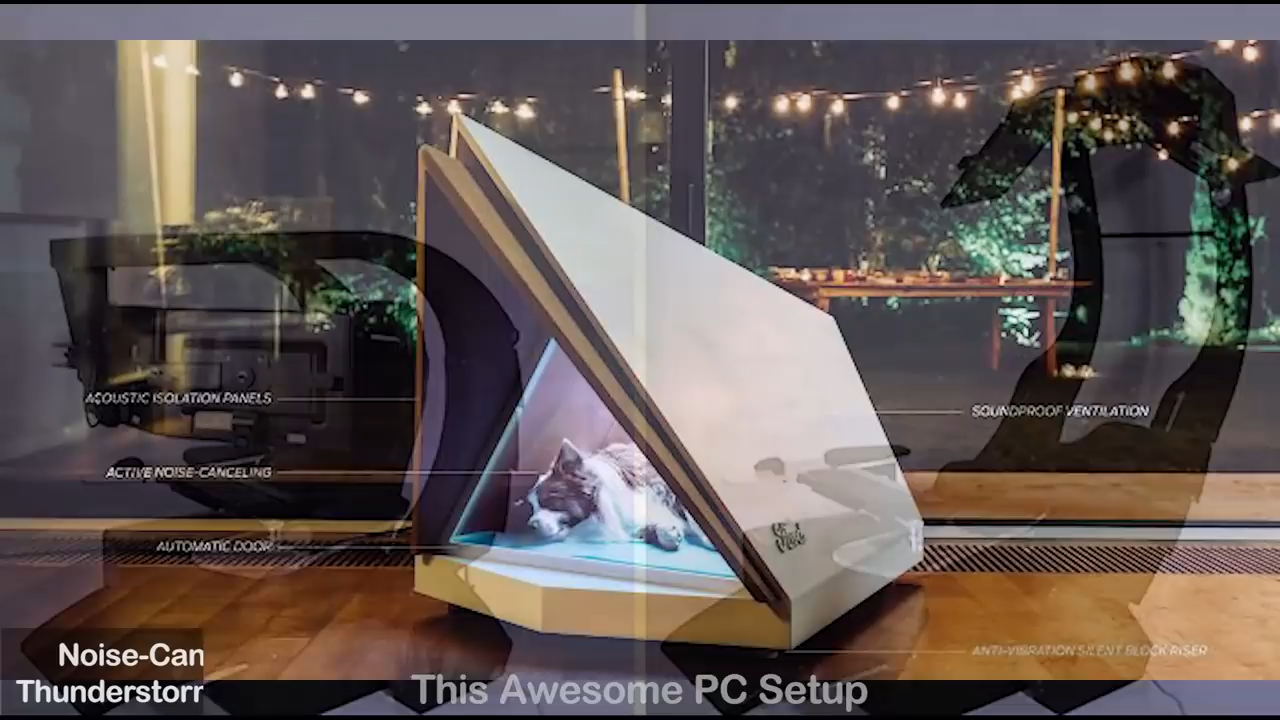 ACOUSTIC ISOLATION PANELS
SOUNDPROOF VENTILATION
ACTIVE NOISE-CANCELING
AUTOMATIC DOOR
ANTI-VIBRATION SILENT BLOCK RISER
Noise-Can
Thunderstorr
This Awesome PC Setup